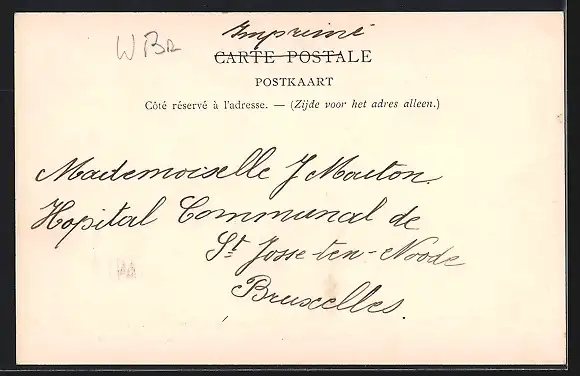 Imprimé
W Br
CARTE POSTALE
POSTKAART
Côté réservé à l'adresse. — (Zijde voor het adres alleen.)
Mademoiselle J Mouton.
Hopital Communal de
St Josse-ten-Noode
Bruxelles.